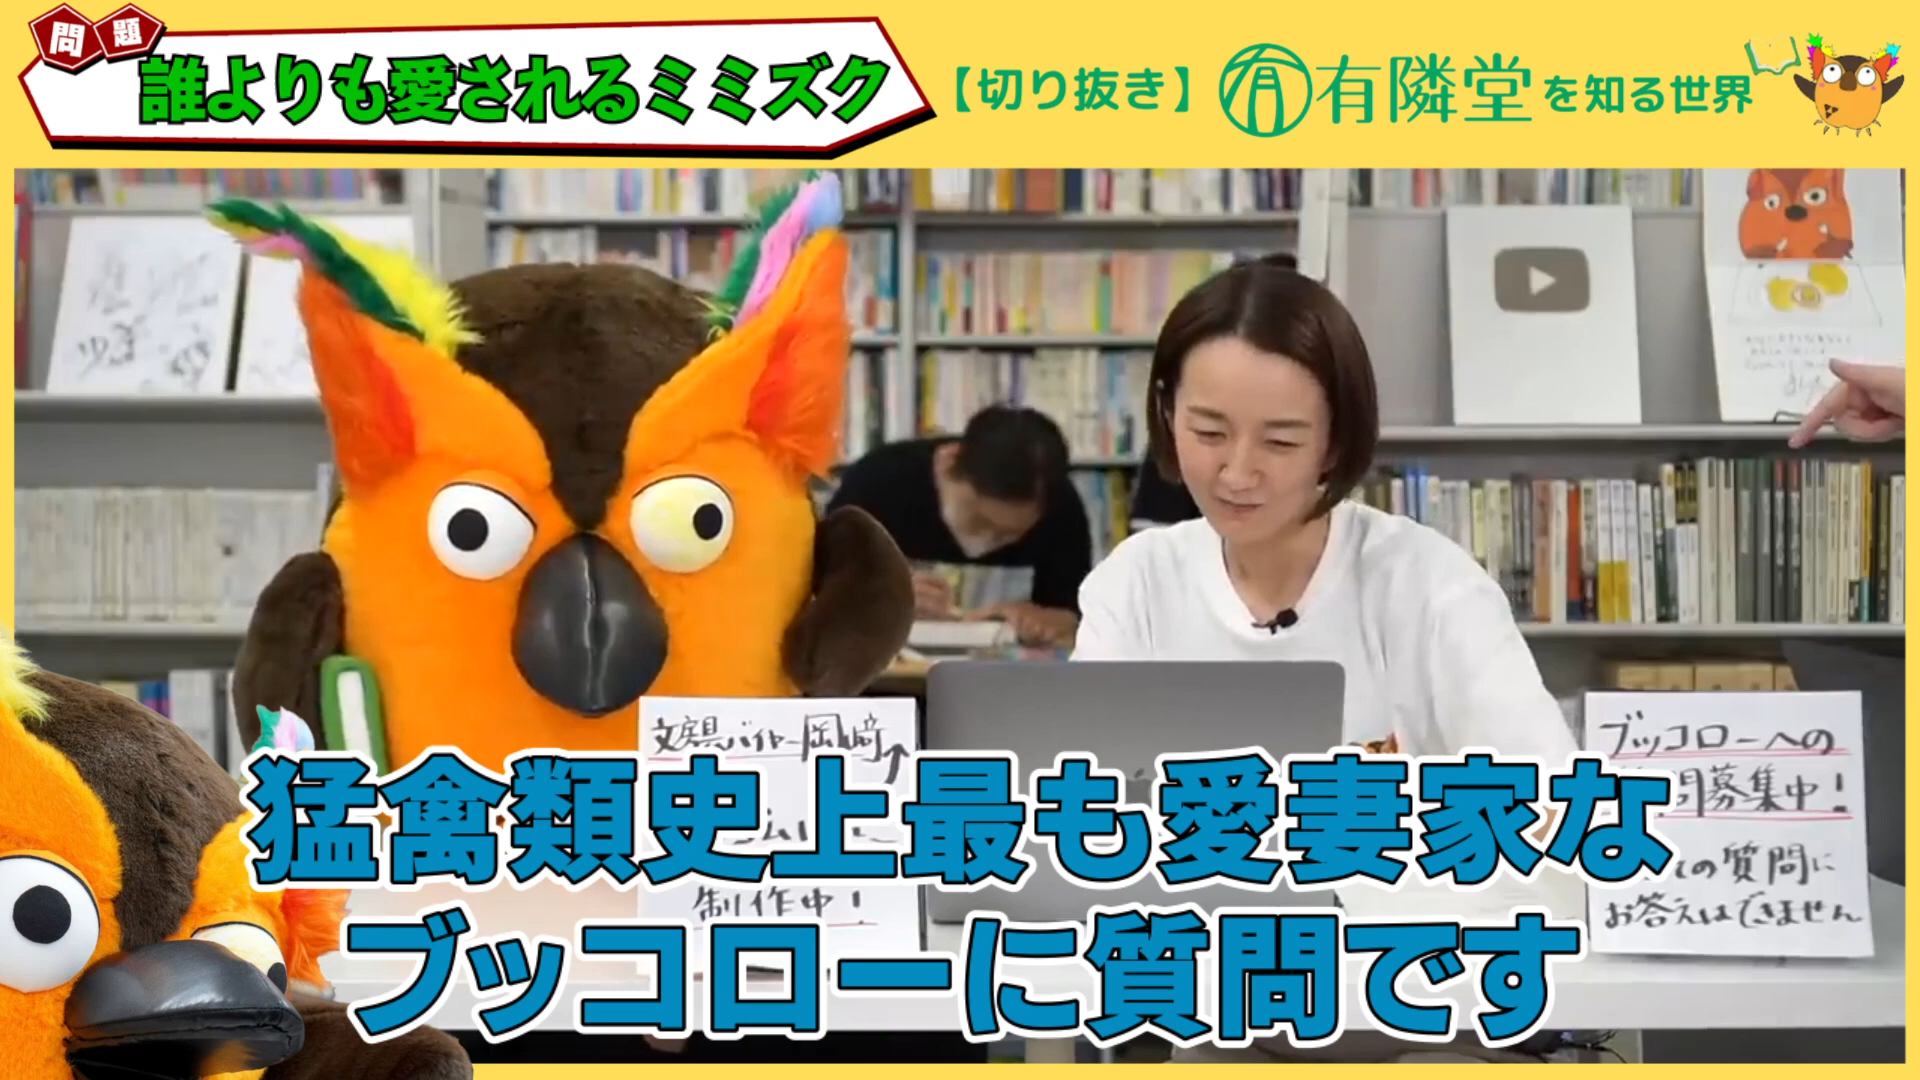 問題
誰よりも愛されるミミズク
【切り抜き】有隣堂を知る世界
文房具バイヤー岡﨑
制作中!
ブッコローへの
問募集中!
の質問に
お答えはできません
猛禽類史上最も愛妻家な
ブッコローに質問です